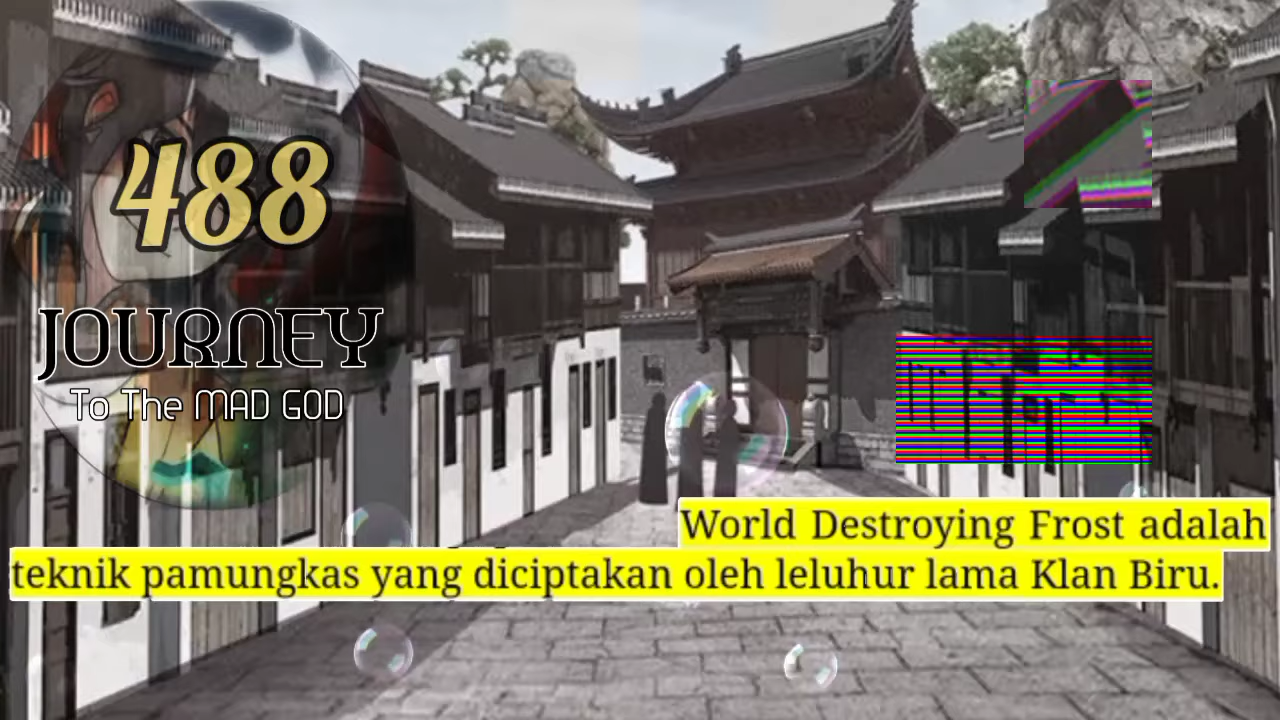 488
JOURNEY
To The MAD GOD
World Destroying Frost adalah
teknik pamungkas yang diciptakan oleh leluhur lama Klan Biru.